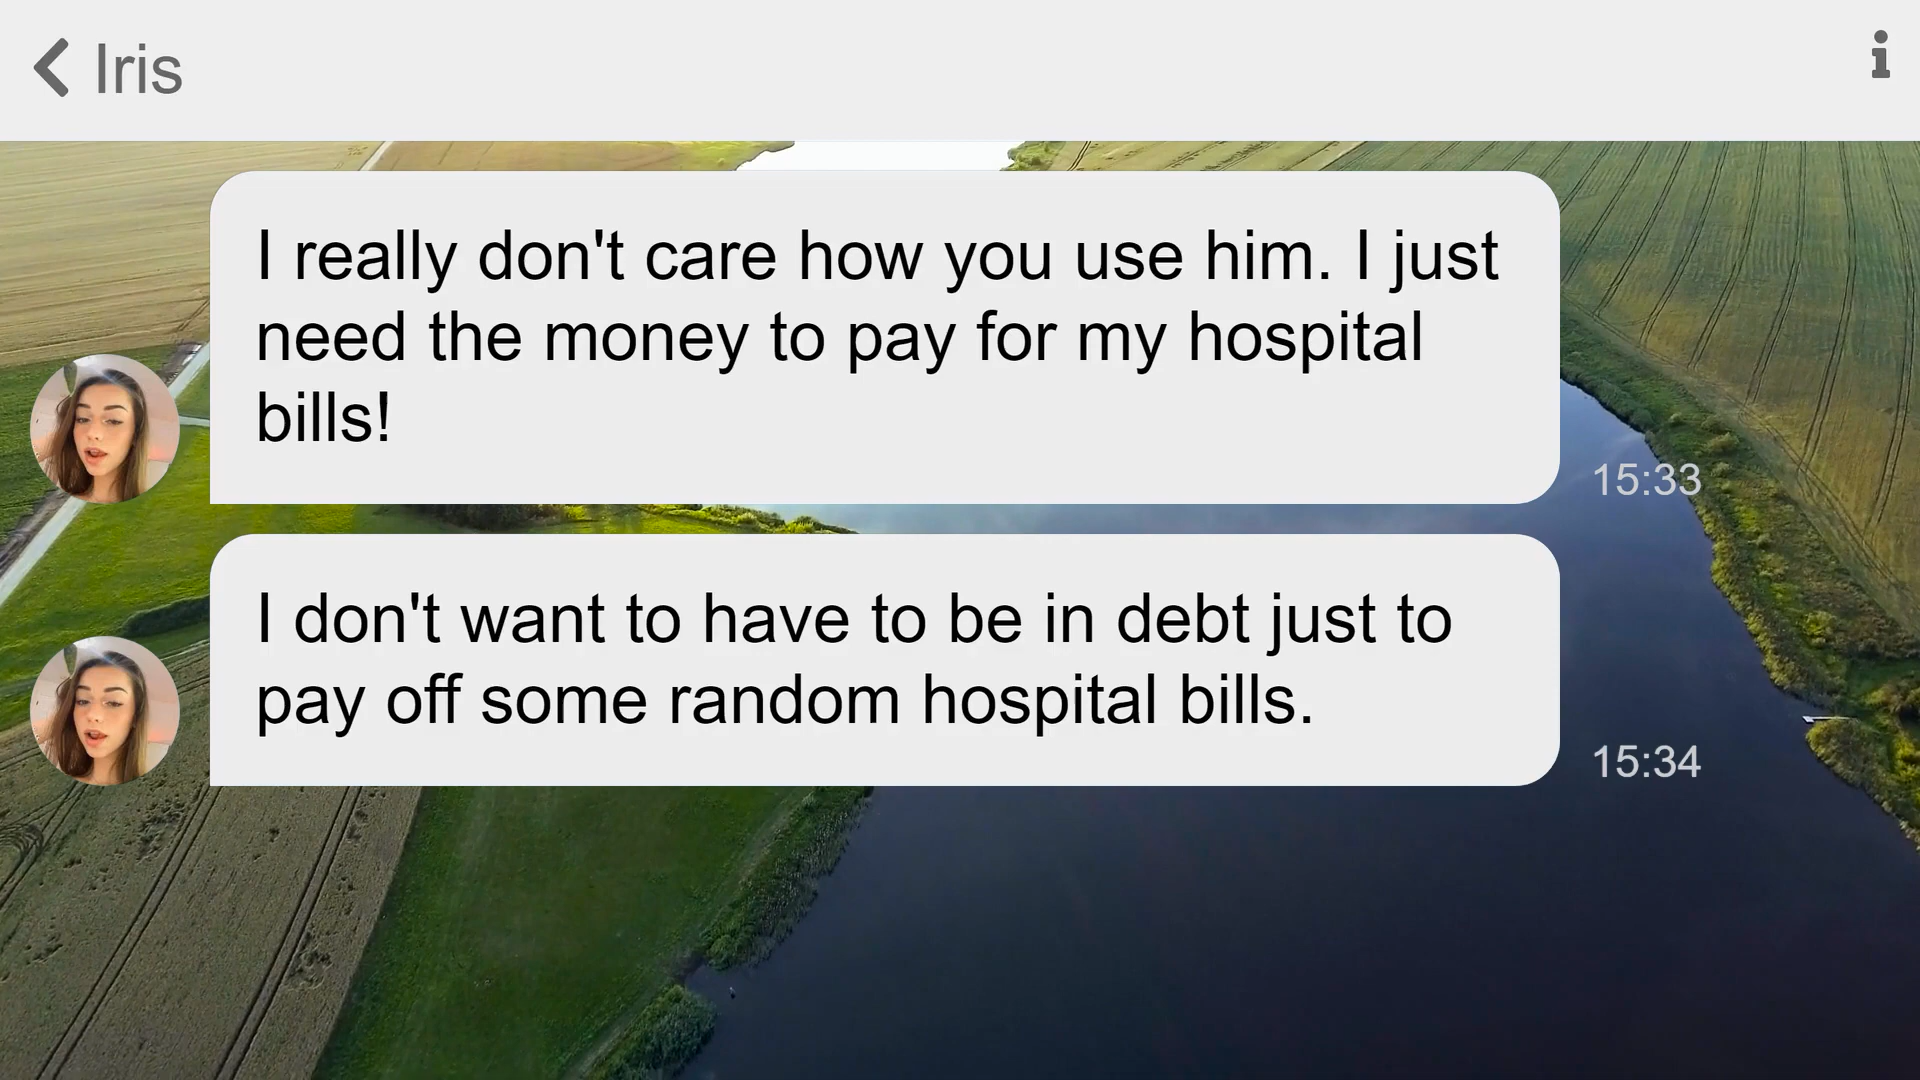 Iris
I really don't care how you use him. I just
need the money to pay for my hospital
bills!
15:33
I don't want to have to be in debt just to
pay off some random hospital bills.
15:34